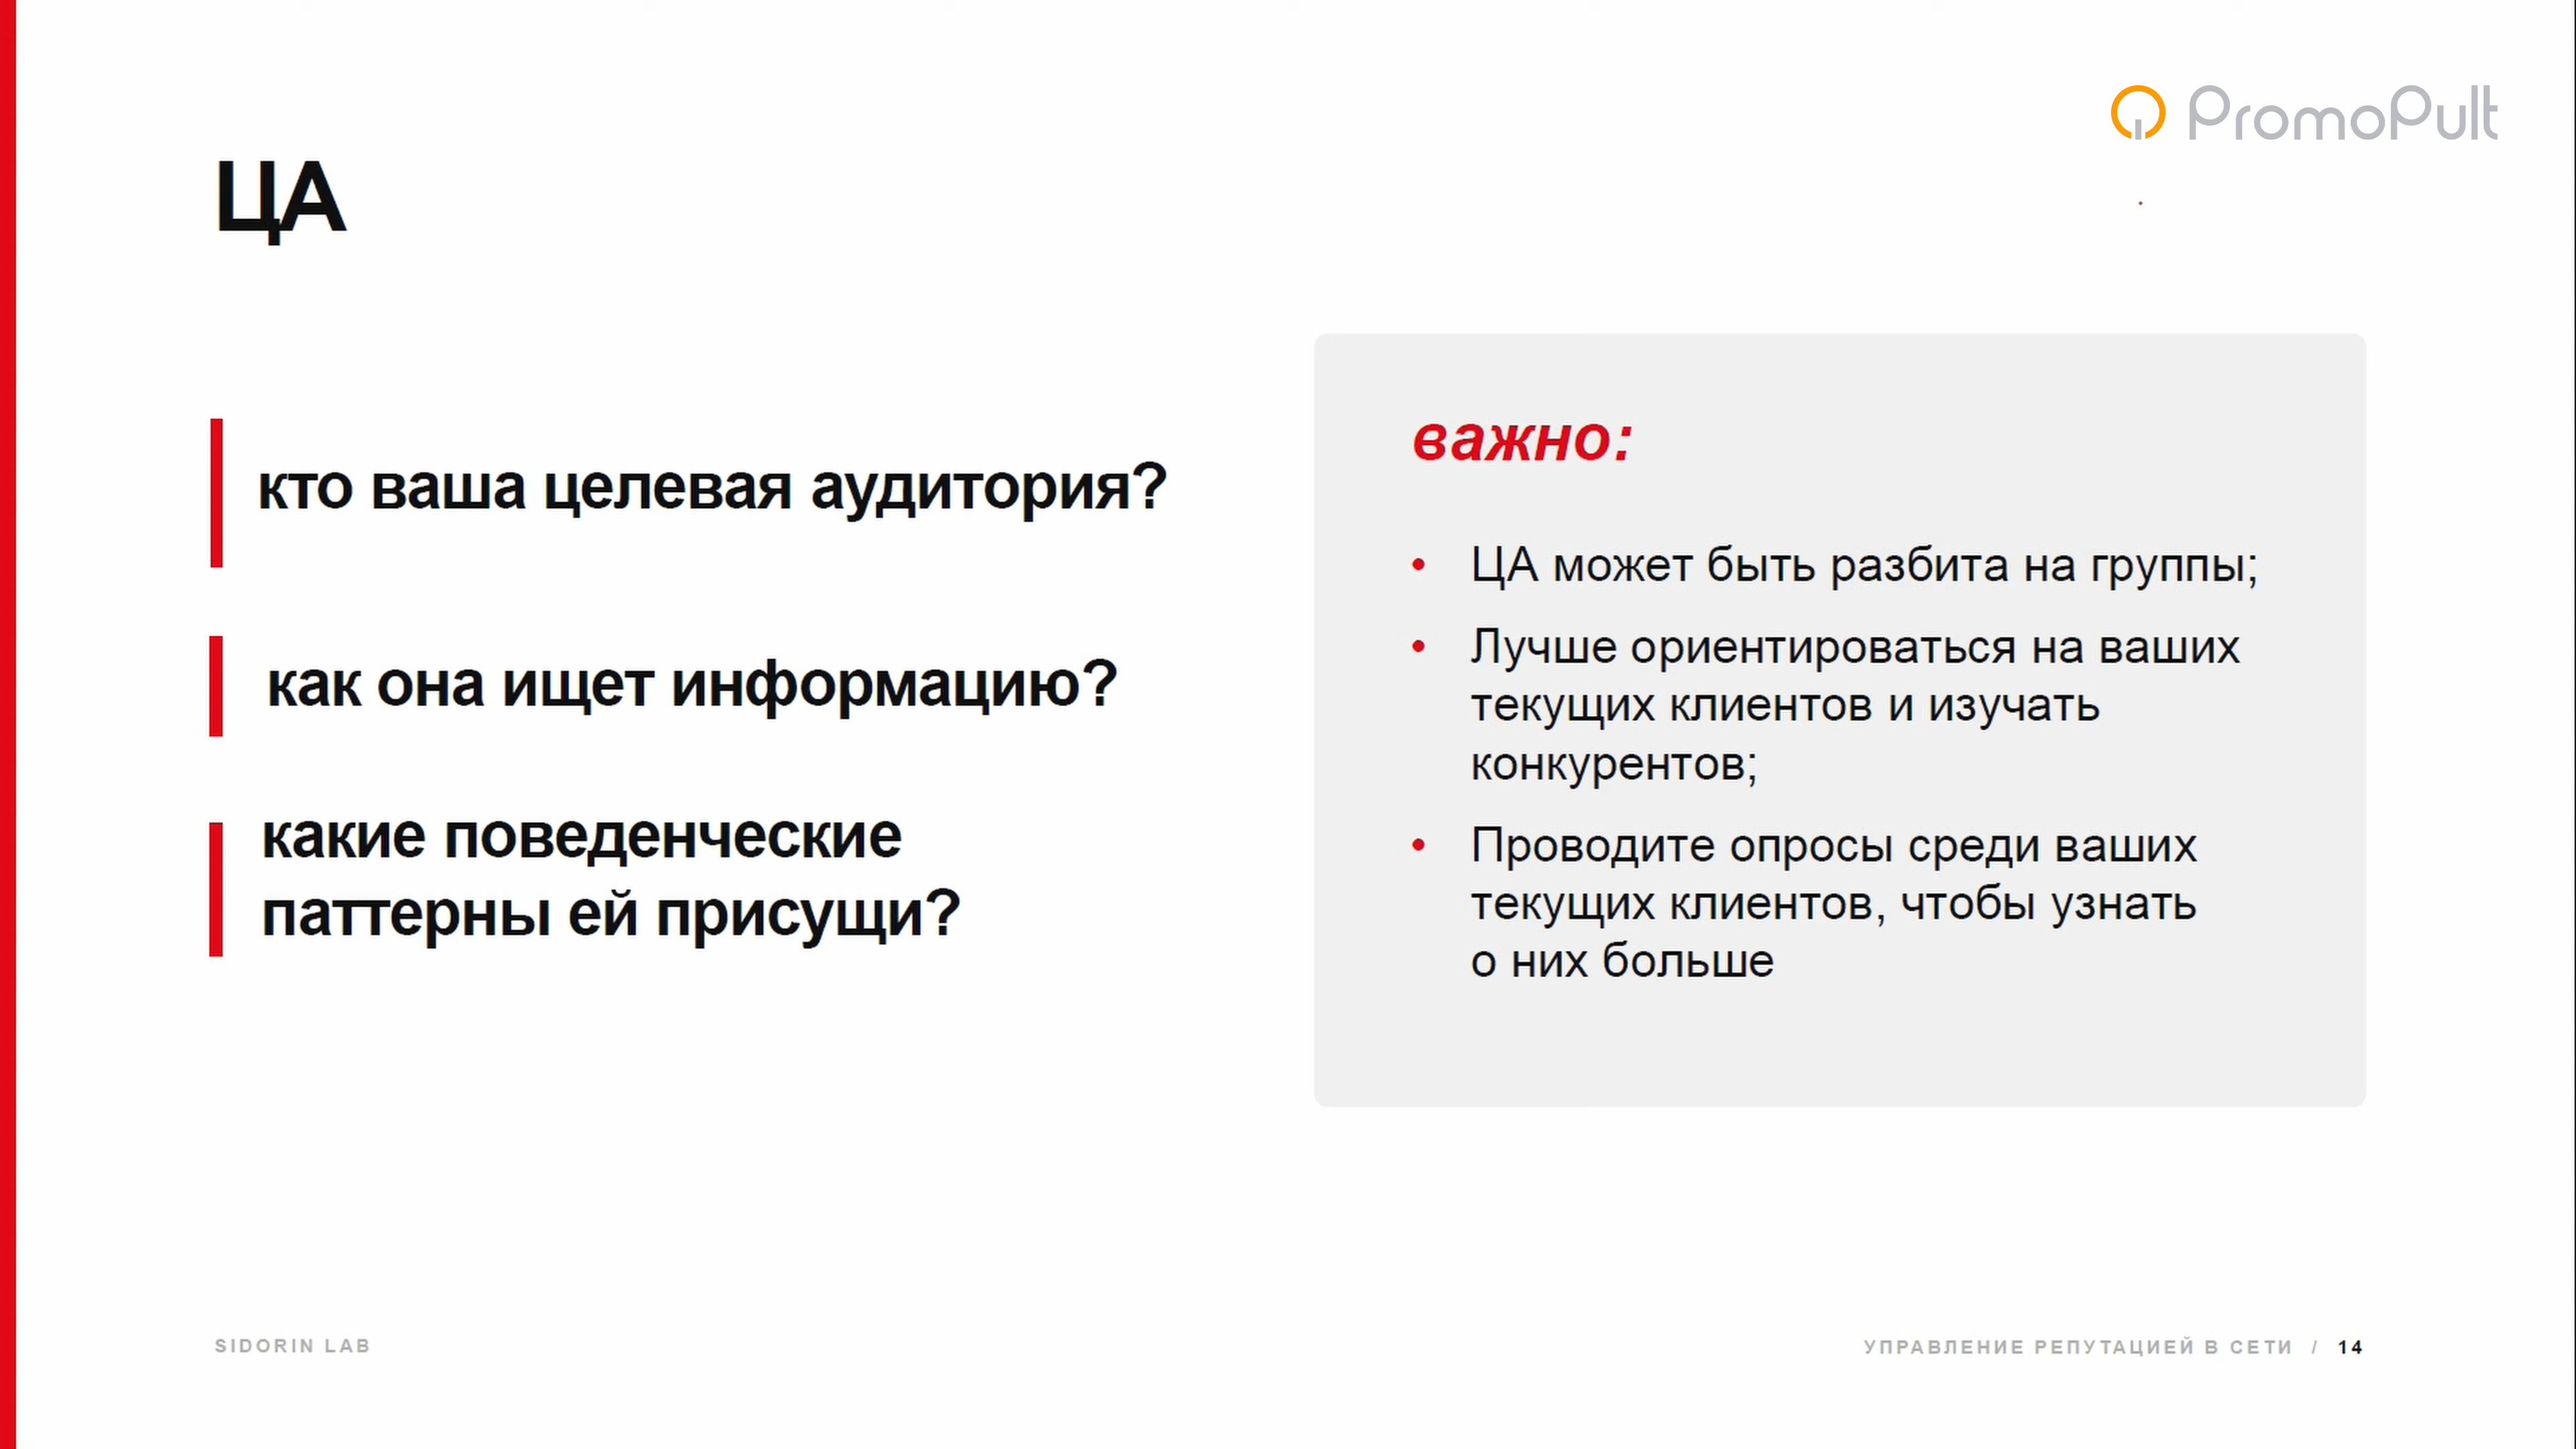 PromoPult
ЦА
кто ваша целевая аудитория?
как она ищет информацию?
какие поведенческие
паттерны ей присущи?
важно:
• ЦА может быть разбита на группы;
• Лучше ориентироваться на ваших
текущих клиентов и изучать
конкурентов;
• Проводите опросы среди ваших
текущих клиентов, чтобы узнать
о них больше
SIDORIN LAB
УПРАВЛЕНИЕ РЕПУТАЦИЕЙ В СЕТИ / 14